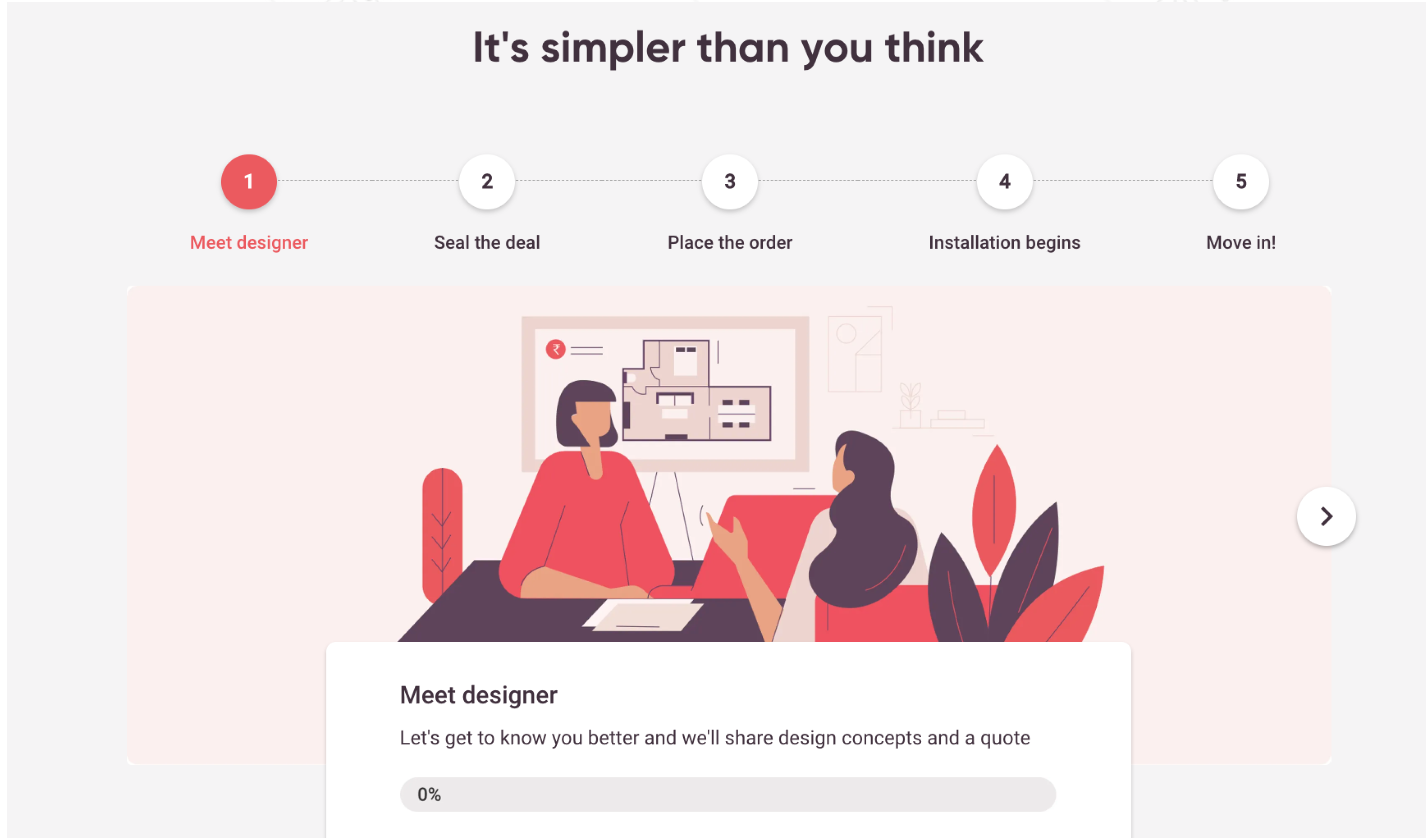 It's simpler than you think
1
2
3
4
5
Meet designer
Seal the deal
Place the order
Installation begins
Move in!
₹
Meet designer
Let's get to know you better and we'll share design concepts and a quote
0%